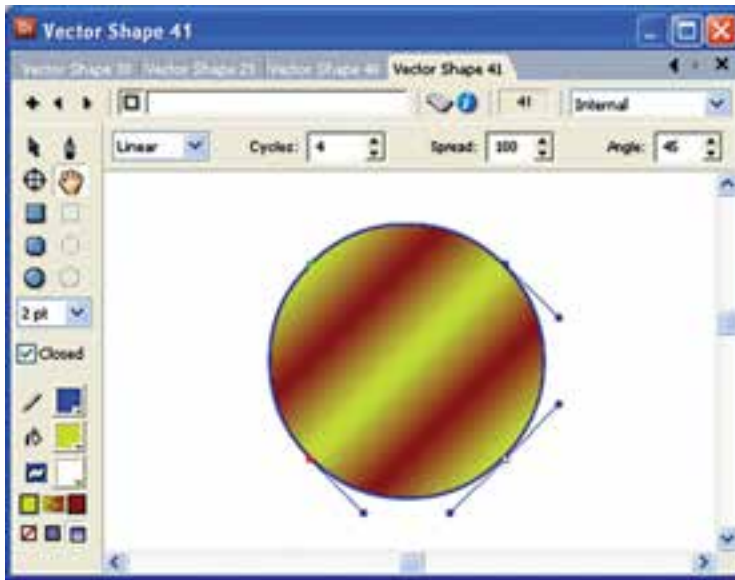 Vector Shape 41
Vector Shape 41
41 Internal
Linear Cycles: 4 Spread: 100 Angle: 45
2 pt
Closed